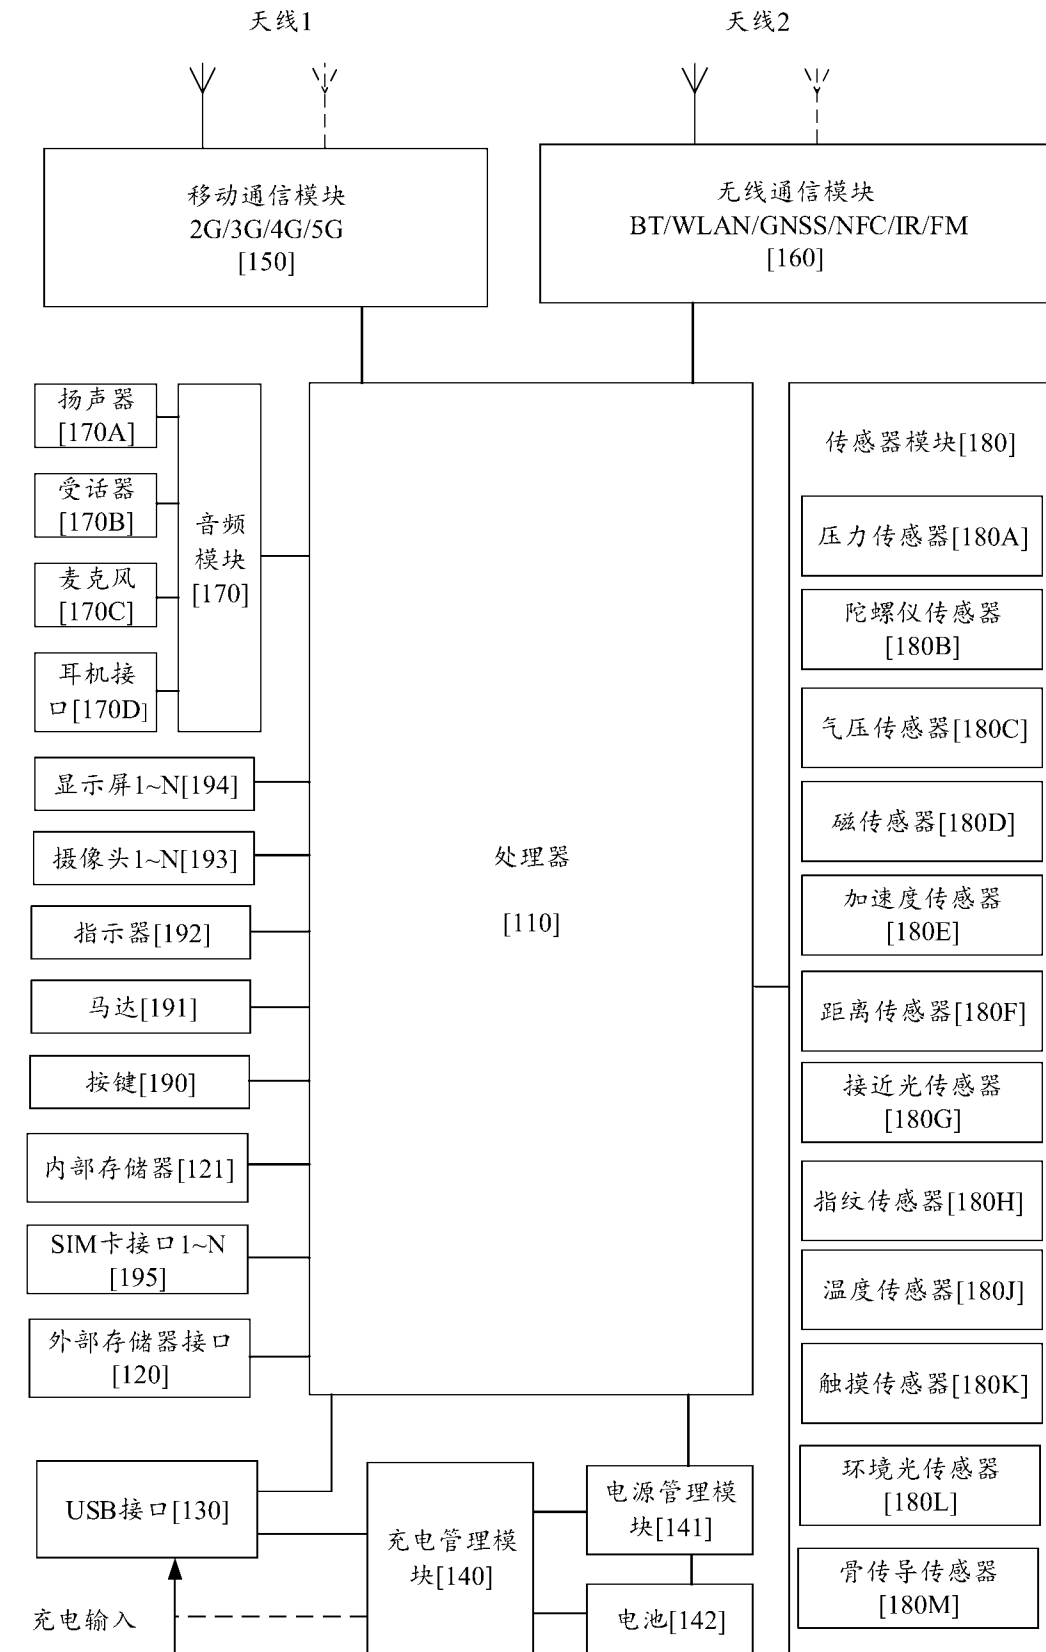 天线1
天线2
移动通信模块
2G/3G/4G/5G
[150]
无线通信模块
BT/WLAN/GNSS/NFC/IR/FM
[160]
扬声器
[170A]
受话器
[170B]
麦克风
[170C]
耳机接
口[170D]
音频
模块
[170]
显示屏1~N[194]
摄像头1~N[193]
指示器[192]
马达[191]
按键[190]
内部存储器[121]
SIM卡接口1~N
[195]
外部存储器接口
[120]
处理器
[110]
传感器模块[180]
压力传感器[180A]
陀螺仪传感器
[180B]
气压传感器[180C]
磁传感器[180D]
加速度传感器
[180E]
距离传感器[180F]
接近光传感器
[180G]
指纹传感器[180H]
温度传感器[180J]
触摸传感器[180K]
环境光传感器
[180L]
骨传导传感器
[180M]
USB接口[130]
充电管理模
块[140]
电源管理模
块[141]
电池[142]
充电输入